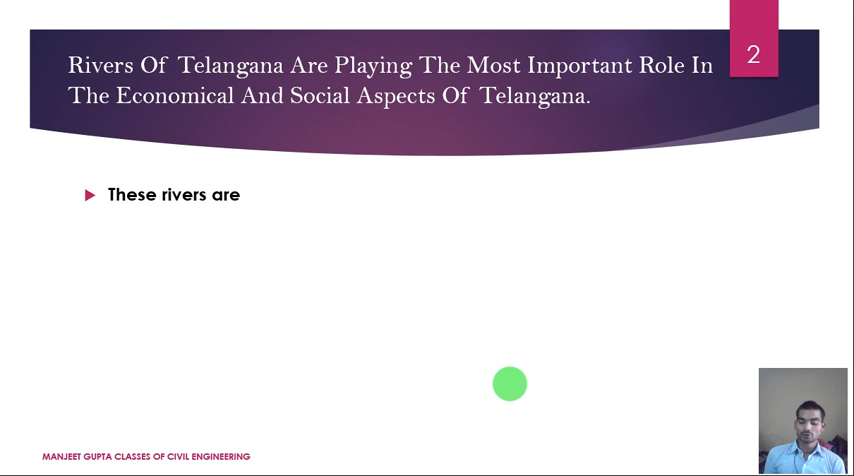 2
Rivers Of Telangana Are Playing The Most Important Role In
The Economical And Social Aspects Of Telangana.
These rivers are
MANJEET GUPTA CLASSES OF CIVIL ENGINEERING